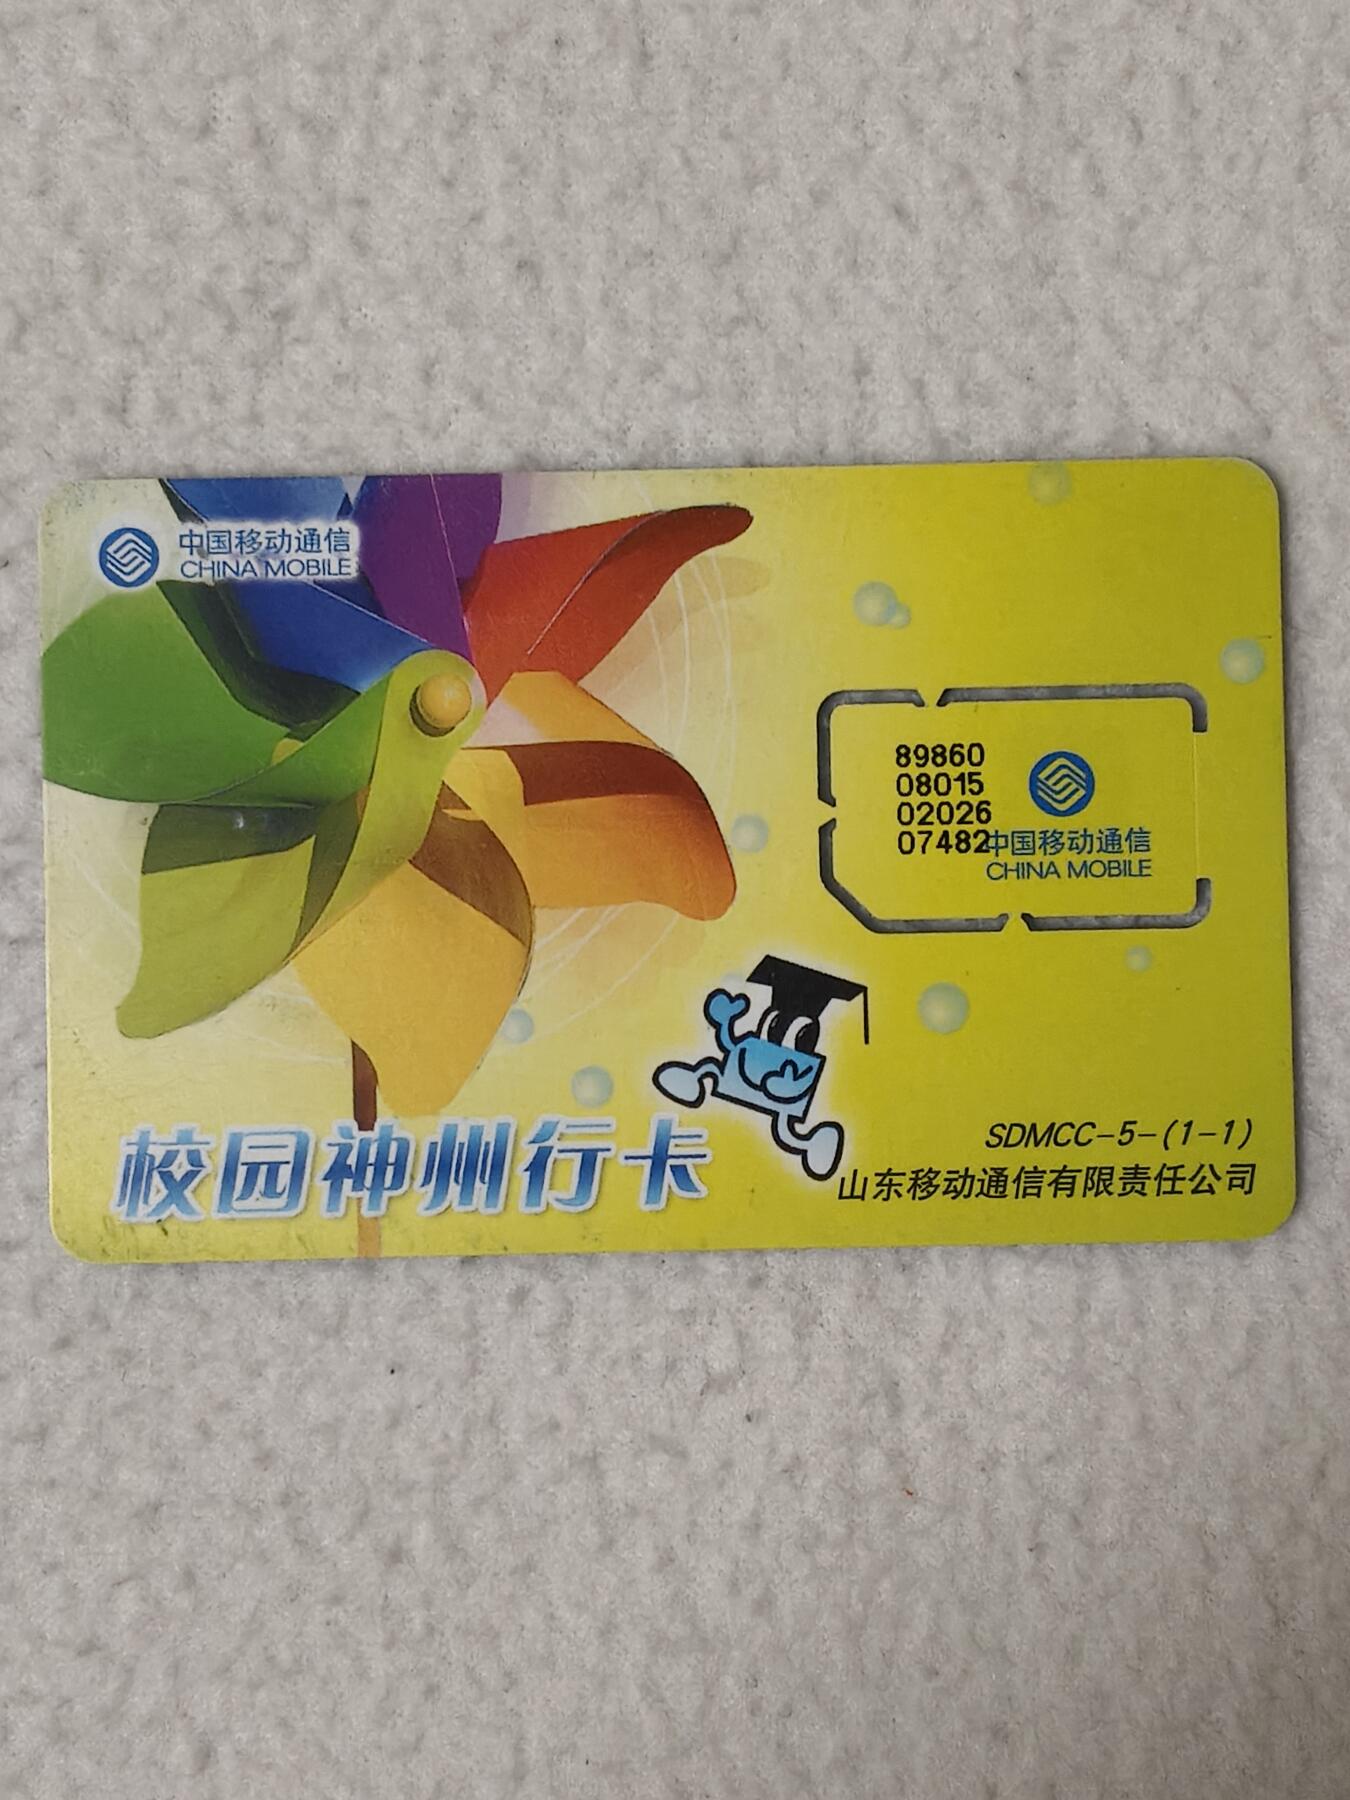 中国移动通信
CHINA MOBILE
89860
08015
02026
07482
中国移动通信
CHINA MOBILE
校园神州行卡
SDMCC-5-(1-1)
山东移动通信有限责任公司